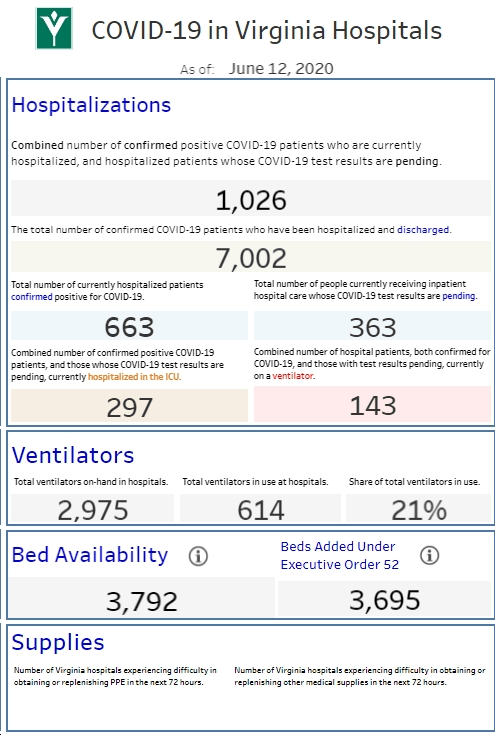 COVID-19 in Virginia Hospitals
As of: June 12, 2020
Hospitalizations
Combined number of confirmed positive COVID-19 patients who are currently
hospitalized, and hospitalized patients whose COVID-19 test results are pending.
1,026
The total number of confirmed COVID-19 patients who have been hospitalized and discharged.
7,002
Total number of currently hospitalized patients
confirmed positive for COVID-19.
663
Total number of people currently receiving inpatient
hospital care whose COVID-19 test results are pending.
363
Combined number of confirmed positive COVID-19
patients, and those whose COVID-19 test results are
pending, currently hospitalized in the ICU.
297
Combined number of hospital patients, both confirmed for
COVID-19, and those with test results pending, currently
on a ventilator.
143
Ventilators
Total ventilators on-hand in hospitals.
2,975
Total ventilators in use at hospitals.
614
Share of total ventilators in use.
21%
Bed Availability
3,792
Beds Added Under
Executive Order 52
3,695
Supplies
Number of Virginia hospitals experiencing difficulty in
obtaining or replenishing PPE in the next 72 hours.
Number of Virginia hospitals experiencing difficulty in obtaining or
replenishing other medical supplies in the next 72 hours.